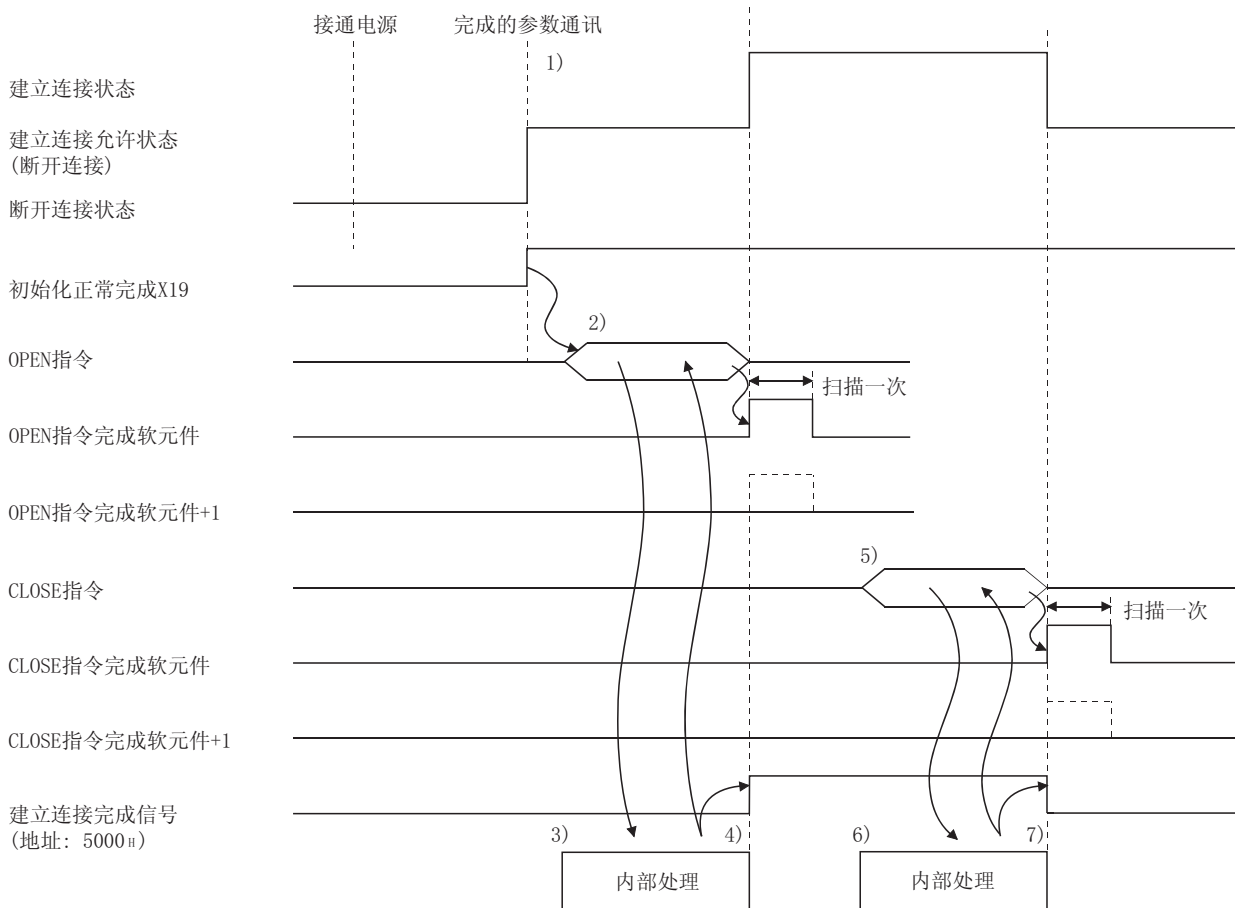 接通电源
完成的参数通讯
1)
建立连接状态
建立连接允许状态
(断开连接)
断开连接状态
初始化正常完成X19
2)
OPEN指令
扫描一次
OPEN指令完成软元件
OPEN指令完成软元件+1
5)
CLOSE指令
扫描一次
CLOSE指令完成软元件
CLOSE指令完成软元件+1
建立连接完成信号
(地址: 5000H)
3)
4)
6)
7)
内部处理
内部处理